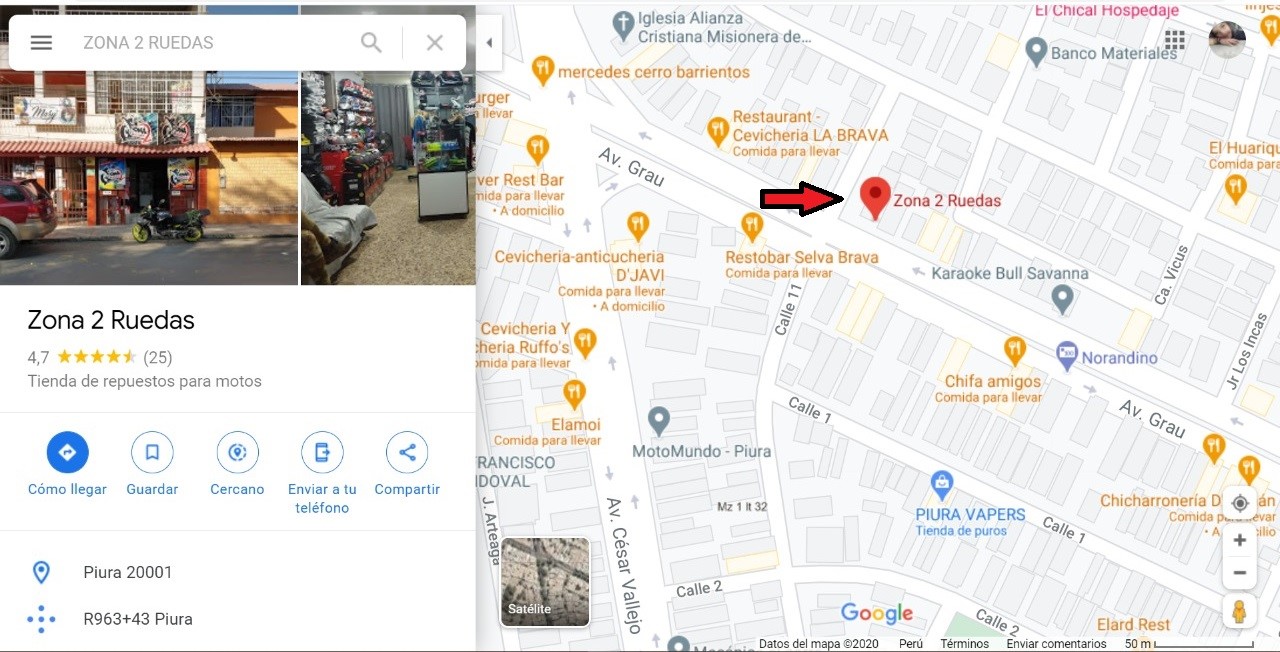 ZONA 2 RUEDAS
Mesy
Zona 2 Ruedas
4,7 (25)
Tienda de repuestos para motos
Cómo llegar
Guardar
Cercano
Enviar a tu
teléfono
Compartir
Piura 20001
R963+43 Piura
El Chical Hospedaje
Iglesia Alianza
Cristiana Misionera de...
Banco Materiales
mercedes cerro barrientos
urger
a llevar
Restaurant -
Cevicheria LA BRAVA
Comida para llevar
El Huariqu
Comida para
Av. Grau
ver Rest Bar
mida para llevar
• A domicilio
Zona 2 Ruedas
Cevicheria-anticucheria
D'JAVI
Comida para llevar
• A domicilio
Restobar Selva Brava
Comida para llevar
Karaoke Bull Savanna
Ca. Vicus
Calle 11
Cevicheria Y
cheria Ruffo's
omida para llevar
Norandino
Jr Los Incas
Chifa amigos
Comida para llevar
Elamoi
Comida para llevar
Calle 1
Av. Grau
MotoMundo - Piura
FRANCISCO
NDOVAL
J. Arteaga
Mz 1 lt 32
PIURA VAPERS
Tienda de puros
Calle 1
Chicharronería D
Comida pa
• A
Av. César Vallejo
Satélite
Calle 2
Google
Calle 2
Elard Rest
Datos del mapa ©2020 Perú Términos Enviar comentarios 50 m